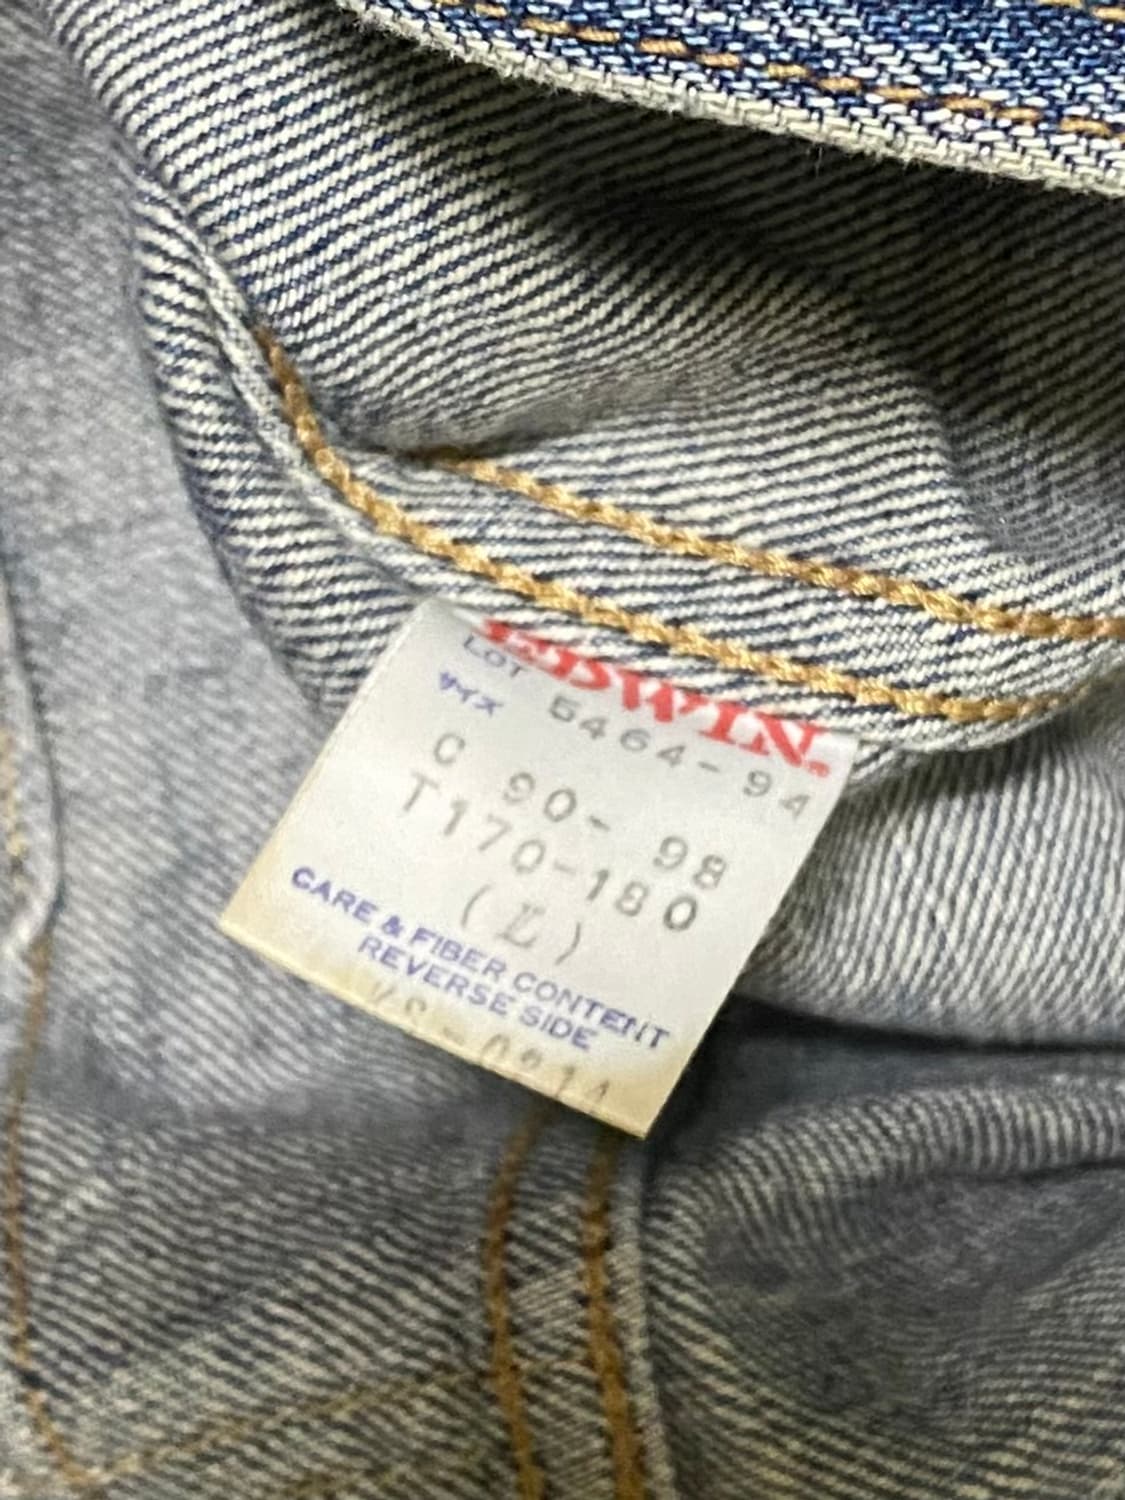 EDWIN.
LOT 5464-94
サイズ
C 90- 98
T170-180
(L)
CARE & FIBER CONTENT
REVERSE SIDE